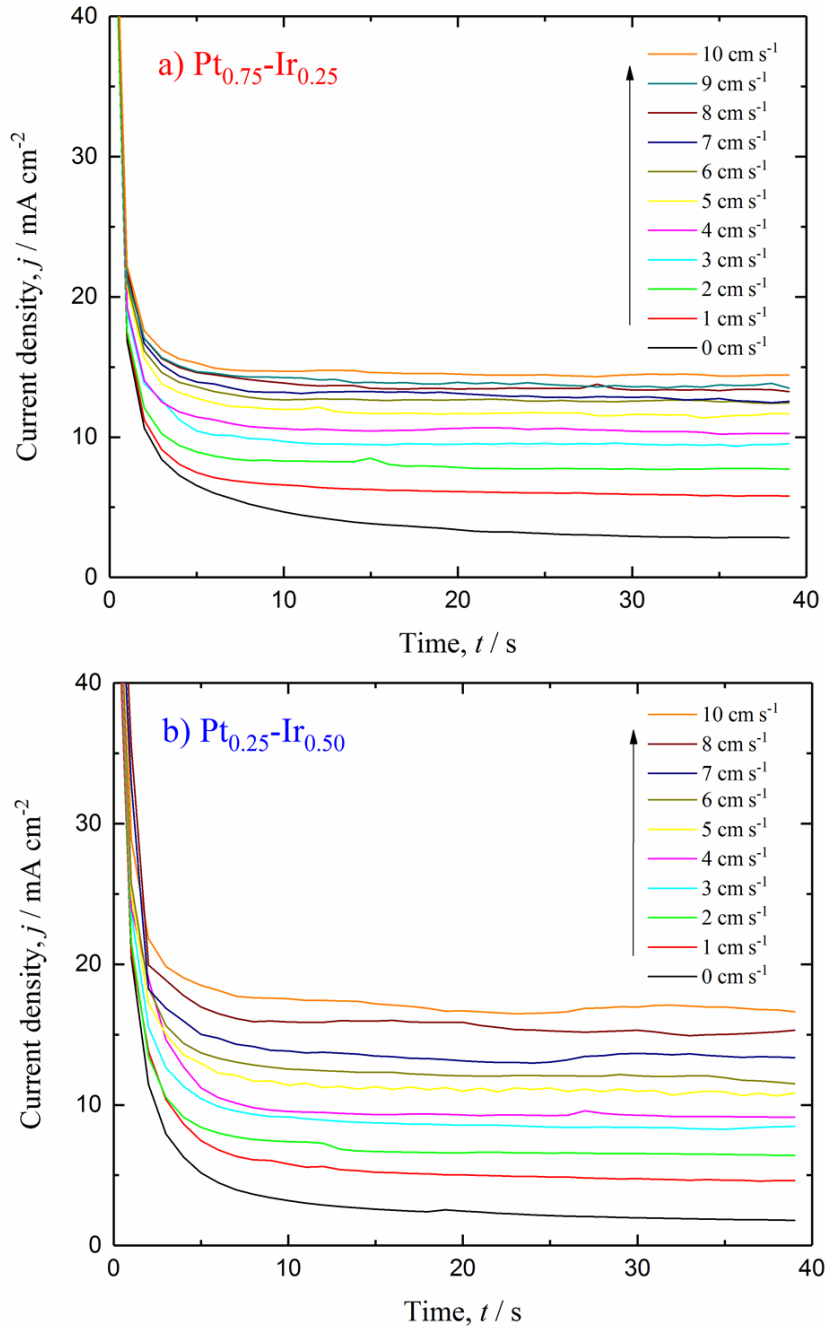 40
30
20
10
0
Current density, j / mA cm⁻²
a) Pt₀.₇₅-Ir₀.₂₅
10 cm s⁻¹
9 cm s⁻¹
8 cm s⁻¹
7 cm s⁻¹
6 cm s⁻¹
5 cm s⁻¹
4 cm s⁻¹
3 cm s⁻¹
2 cm s⁻¹
1 cm s⁻¹
0 cm s⁻¹
0 10 20 30 40
Time, t / s
40
30
20
10
0
Current density, j / mA cm⁻²
b) Pt₀.₂₅-Ir₀.₅₀
10 cm s⁻¹
8 cm s⁻¹
7 cm s⁻¹
6 cm s⁻¹
5 cm s⁻¹
4 cm s⁻¹
3 cm s⁻¹
2 cm s⁻¹
1 cm s⁻¹
0 cm s⁻¹
0 10 20 30 40
Time, t / s